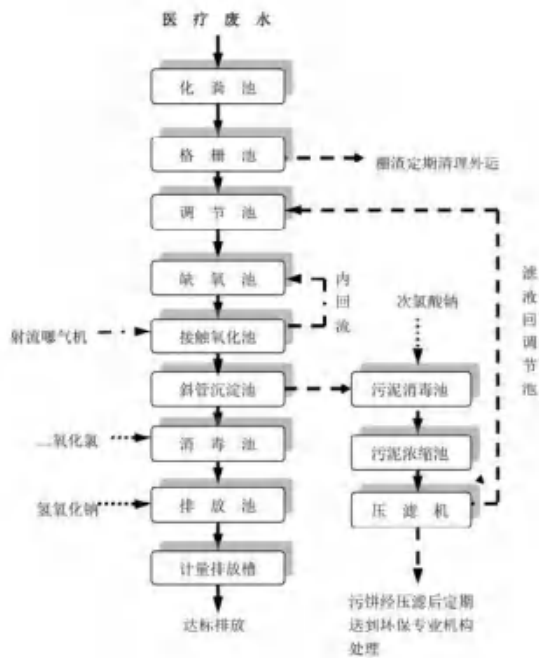 医疗废水
化粪池
格栅池
栅渣定期清理外运
调节池
缺氧池
内回流
滤液回调节池
次氯酸钠
射流曝气机
接触氧化池
斜管沉淀池
污泥消毒池
二氧化氯
消毒池
污泥浓缩池
氢氧化钠
排放池
压滤机
计量排放槽
污饼经压滤后定期
送到环保专业机构
处理
达标排放